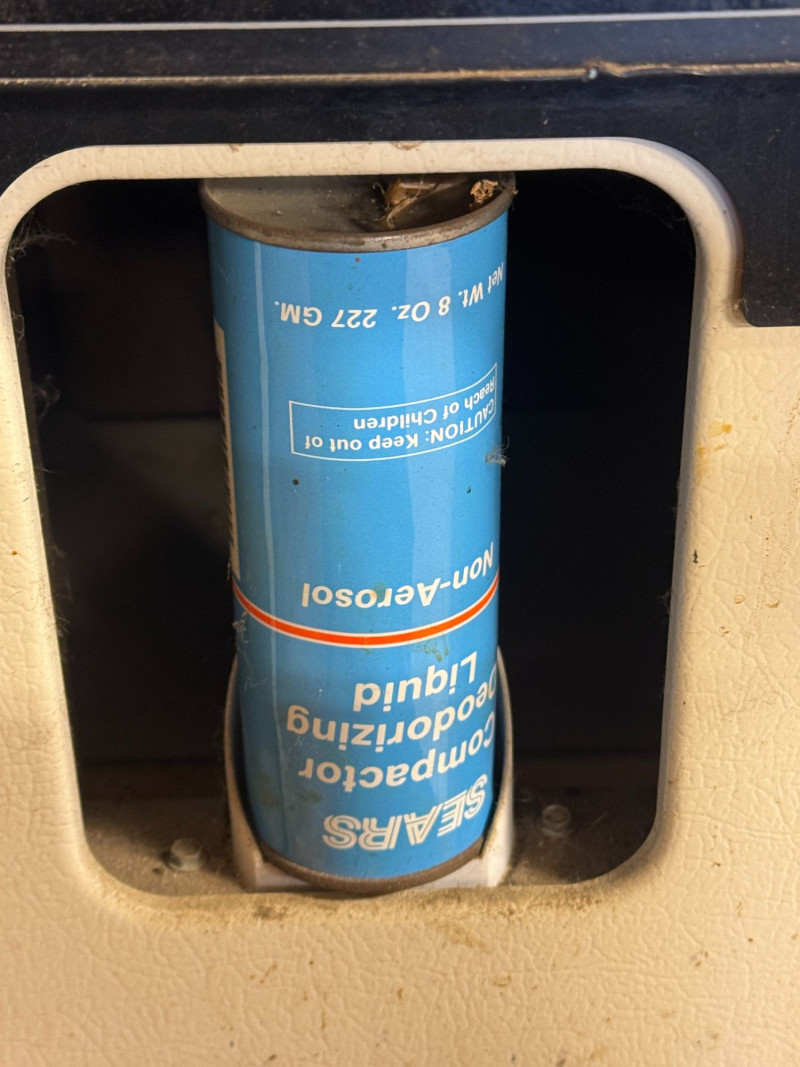 SEARS
compactor
Deodorizing
Liquid
Non-Aerosol
CAUTION: Keep out of
Reach of Children
Net Wt. 8 Oz. 227 GM.